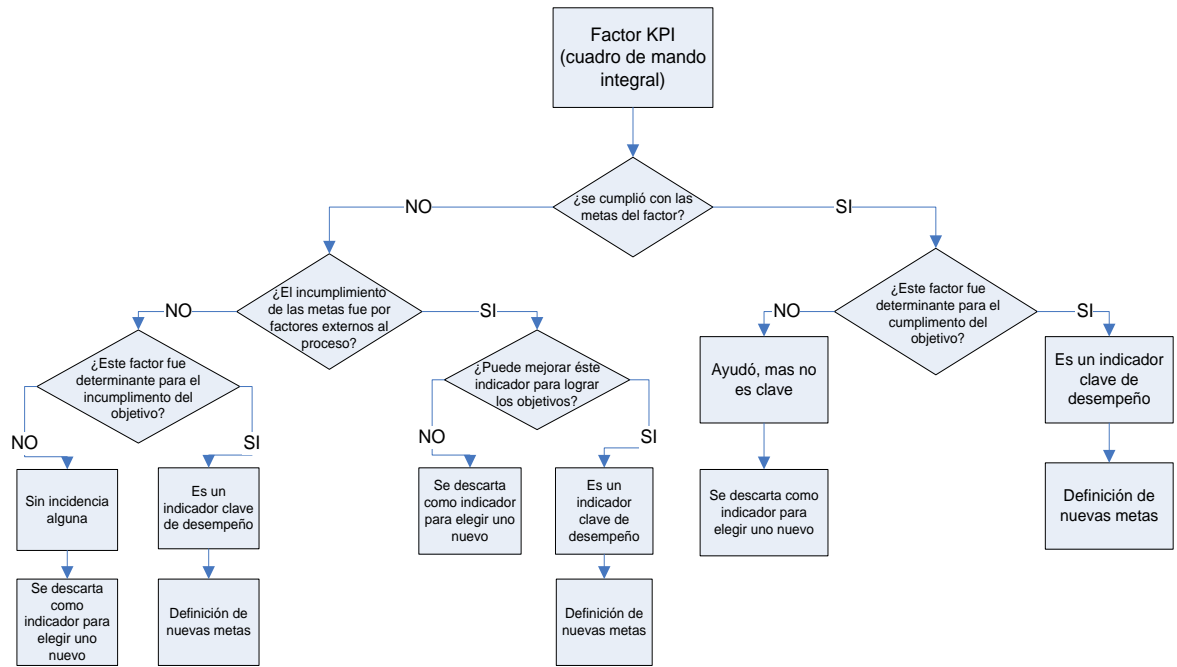 Factor KPI
(cuadro de mando
integral)
¿se cumplió con las
metas del factor?
NO
SI
¿El incumplimiento
de las metas fue por
factores externos al
proceso?
¿Este factor fue
determinante para el
cumplimento del
objetivo?
NO
SI
NO
SI
¿Este factor fue
determinante para el
incumplimento del
objetivo?
¿Puede mejorar éste
indicador para lograr
los objetivos?
Ayudó, mas no
es clave
Es un indicador
clave de
desempeño
NO
SI
NO
SI
Sin incidencia
alguna
Es un
indicador clave
de desempeño
Se descarta
como indicador
para elegir uno
nuevo
Es un
indicador
clave de
desempeño
Se descarta como
indicador para
elegir uno nuevo
Definición de
nuevas metas
Se descarta
como
indicador para
elegir uno
nuevo
Definición de
nuevas metas
Definición de
nuevas metas